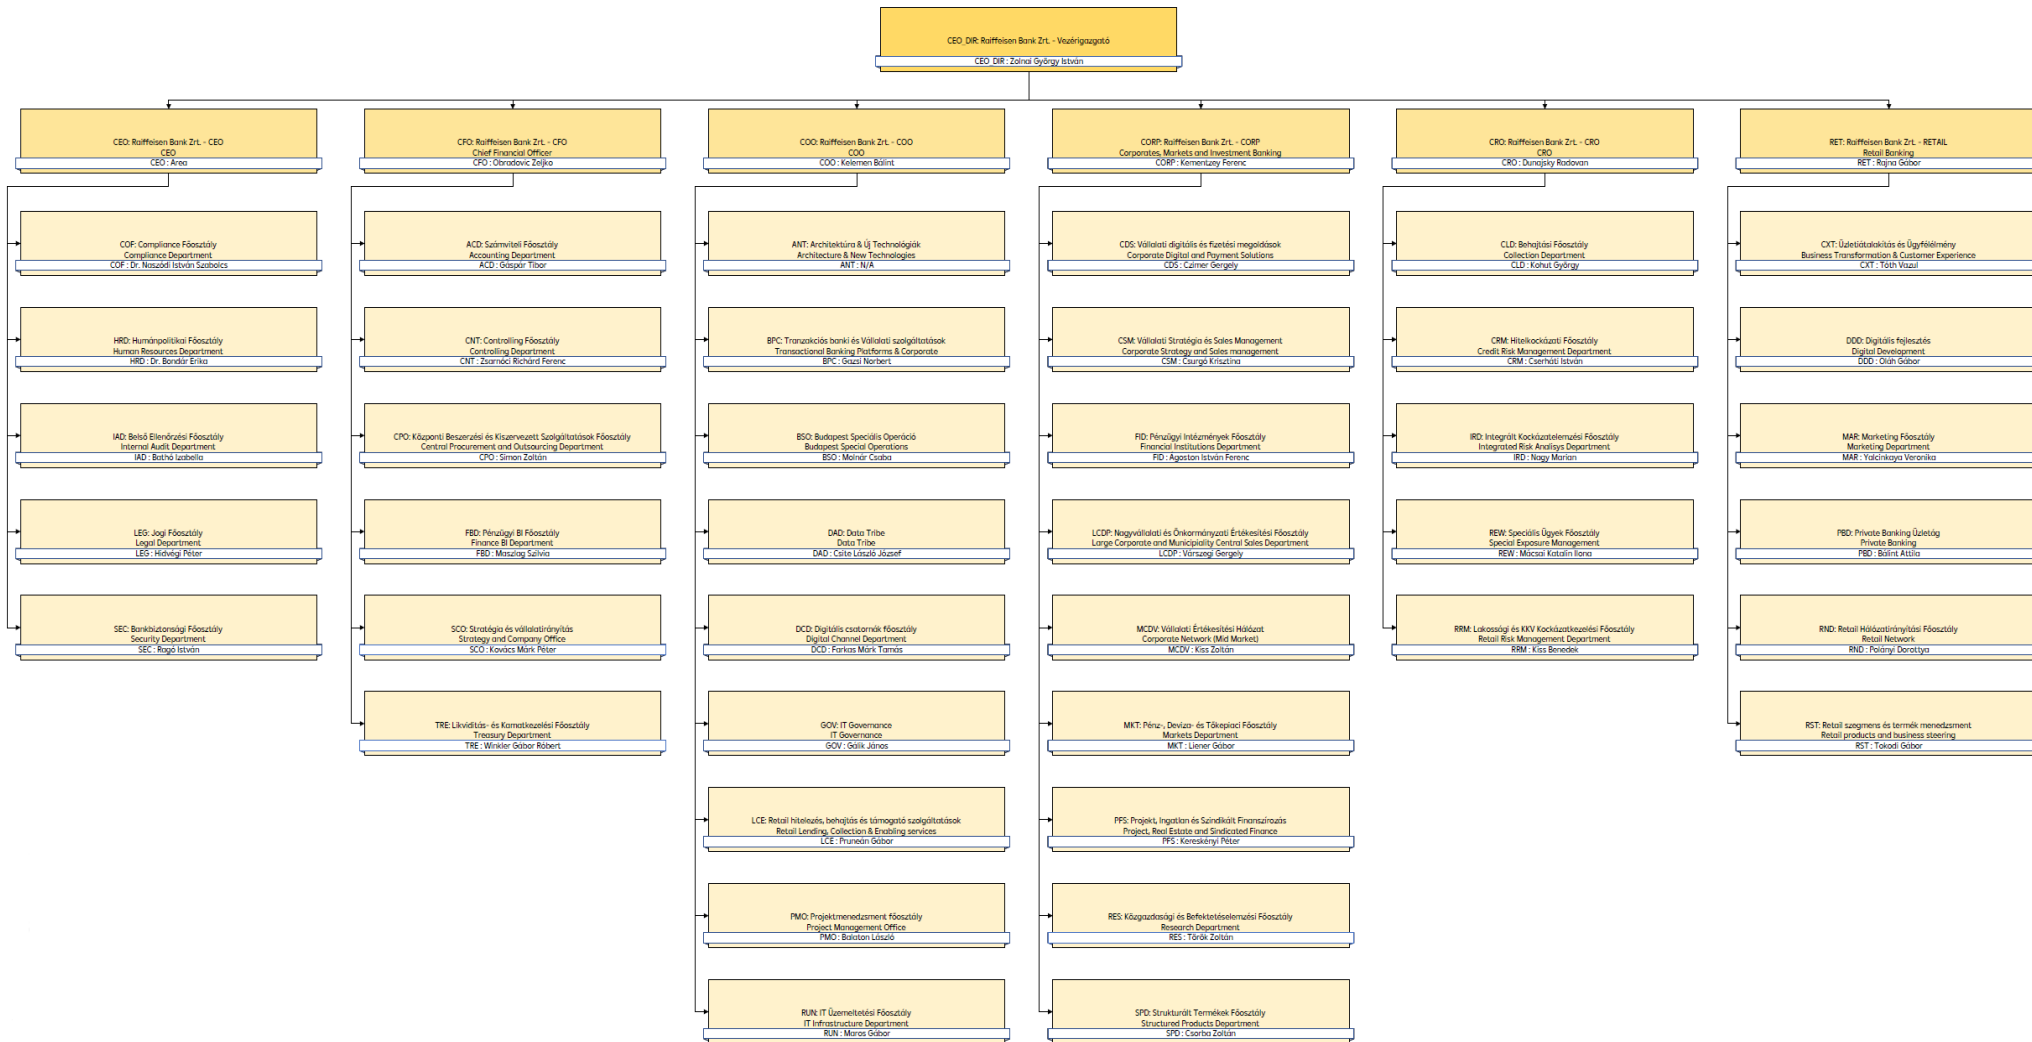 CEO_DIR: Raiffeisen Bank Zrt. - Vezérigazgató
CEO_DIR : Zolnai György István
CEO: Raiffeisen Bank Zrt. - CEO
CEO
CEO : Area
COF: Compliance Főosztály
Compliance Department
COF : Dr. Naszódi István Szabolcs
HRD: Humánpolitikai Főosztály
Human Resources Department
HRD : Dr. Bondár Erika
IAD: Belső Ellenőrzési Főosztály
Internal Audit Department
IAD : Bathó Izabella
LEG: Jogi Főosztály
Legal Department
LEG : Hidvégi Péter
SEC: Bankbiztonsági Főosztály
Security Department
SEC : Ragó István
CFO: Raiffeisen Bank Zrt. - CFO
Chief Financial Officer
CFO : Obradovic Zeljko
ACD: Számviteli Főosztály
Accounting Department
ACD : Gáspár Tibor
CNT: Controlling Főosztály
Controlling Department
CNT : Zsarnóci Richárd Ferenc
CPO: Központi Beszerzési és Kiszervezett Szolgáltatások Főosztály
Central Procurement and Outsourcing Department
CPO : Simon Zoltán
FBD: Pénzügyi BI Főosztály
Finance BI Department
FBD : Maszlag Szilvia
SCO: Stratégia és vállalatirányítás
Strategy and Company Office
SCO : Kovács Márk Péter
TRE: Likviditás- és Kamatkezelési Főosztály
Treasury Department
TRE : Winkler Gábor Róbert
COO: Raiffeisen Bank Zrt. - COO
COO
COO : Kelemen Bálint
ANT: Architektúra & Új Technológiák
Architecture & New Technologies
ANT : N/A
BPC: Tranzakciós banki és Vállalati szolgáltatások
Transactional Banking Platforms & Corporate
BPC : Gazsi Norbert
BSO: Budapest Speciális Operáció
Budapest Special Operations
BSO : Molnár Csaba
DAD: Data Tribe
Data Tribe
DAD : Csite László József
DCD: Digitális csatornák főosztály
Digital Channel Department
DCD : Farkas Márk Tamás
GOV: IT Governance
IT Governance
GOV : Gálik János
LCE: Retail hitelezés, behajtás és támogató szolgáltatások
Retail Lending, Collection & Enabling services
LCE : Pruneán Gábor
PMO: Projektmenedzsment főosztály
Project Management Office
PMO : Balaton László
RUN: IT Üzemeltetési Főosztály
IT Infrastructure Department
RUN : Maros Gábor
CORP: Raiffeisen Bank Zrt. - CORP
Corporates, Markets and Investment Banking
CORP : Kementzey Ferenc
CDS: Vállalati digitális és fizetési megoldások
Corporate Digital and Payment Solutions
CDS : Czimer Gergely
CSM: Vállalati Stratégia és Sales Management
Corporate Strategy and Sales management
CSM : Csurgó Krisztina
FID: Pénzügyi Intézmények Főosztály
Financial Institutions Department
FID : Ágoston István Ferenc
LCDP: Nagyvállalati és Önkormányzati Értékesítési Főosztály
Large Corporate and Municipiality Central Sales Department
LCDP : Várszegi Gergely
MCDV: Vállalati Értékesítési Hálózat
Corporate Network (Mid Market)
MCDV : Kiss Zoltán
MKT: Pénz-, Deviza- és Tőkepiaci Főosztály
Markets Department
MKT : Liener Gábor
PFS: Projekt, Ingatlan és Szindikált Finanszírozás
Project, Real Estate and Sindicated Finance
PFS : Kereskényi Péter
RES: Közgazdasági és Befektetéselemzési Főosztály
Research Department
RES : Török Zoltán
SPD: Strukturált Termékek Főosztály
Structured Products Department
SPD : Csorba Zoltán
CRO: Raiffeisen Bank Zrt. - CRO
CRO
CRO : Dunajsky Radovan
CLD: Behajtási Főosztály
Collection Department
CLD : Kohut György
CRM: Hitelkockázati Főosztály
Credit Risk Management Department
CRM : Cserháti István
IRD: Integrált Kockázatelemzési Főosztály
Integrated Risk Analisys Department
IRD : Nagy Marian
REW: Speciális Ügyek Főosztály
Special Exposure Management
REW : Mácsai Katalin Ilona
RRM: Lakossági és KKV Kockázatkezelési Főosztály
Retail Risk Management Department
RRM : Kiss Benedek
RET: Raiffeisen Bank Zrt. - RETAIL
Retail Banking
RET : Rajna Gábor
CXT: Üzletiátalakítás és Ügyfélélmény
Business Transformation & Customer Experience
CXT : Tóth Vazul
DDD: Digitális fejlesztés
Digital Development
DDD : Oláh Gábor
MAR: Marketing Főosztály
Marketing Department
MAR : Yalcinkaya Veronika
PBD: Private Banking Üzletág
Private Banking
PBD : Bálint Attila
RND: Retail Hálózatirányítási Főosztály
Retail Network
RND : Palányi Dorottya
RST: Retail szegmens és termék menedzsment
Retail products and business steering
RST : Tokodi Gábor